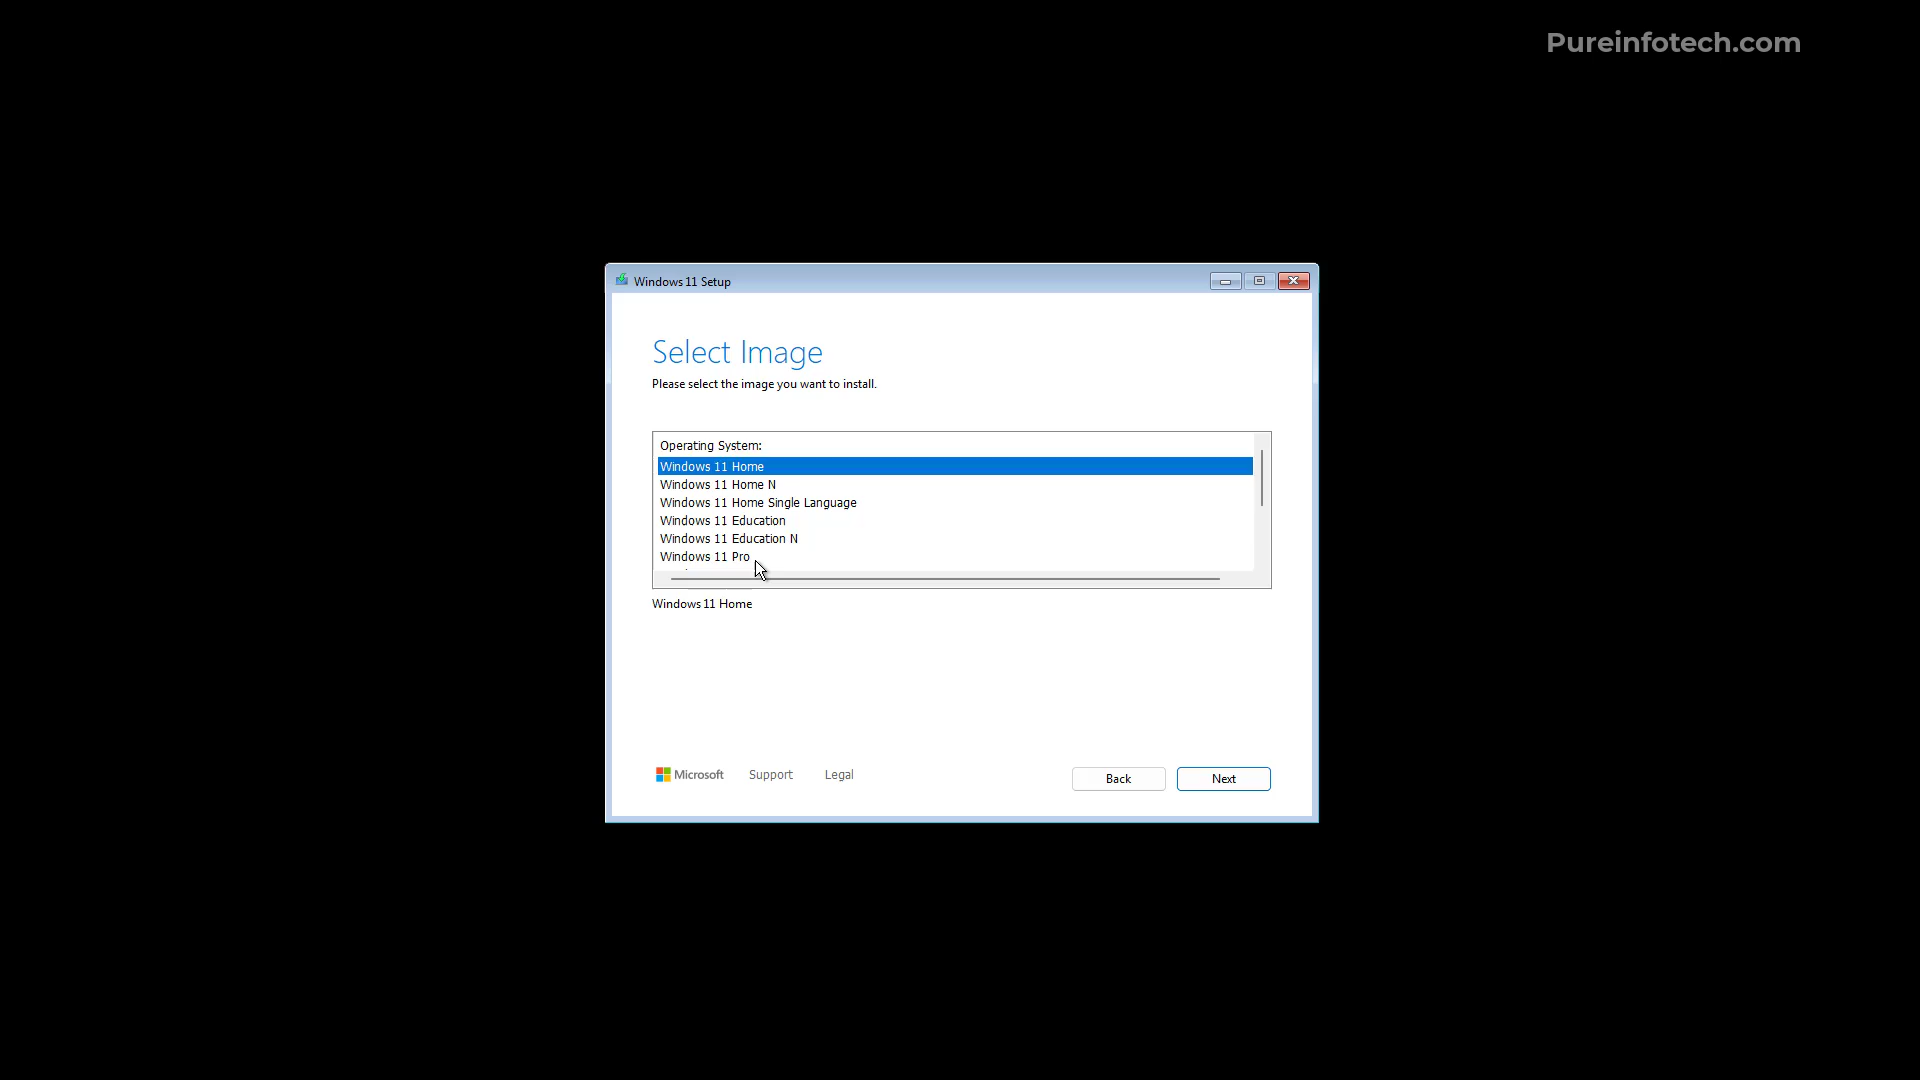 Pureinfotech.com
Windows 11 Setup
Select Image
Please select the image you want to install.
Operating System:
Windows 11 Home
Windows 11 Home N
Windows 11 Home Single Language
Windows 11 Education
Windows 11 Education N
Windows 11 Pro
Windows 11 Home
Microsoft Support Legal Back Next